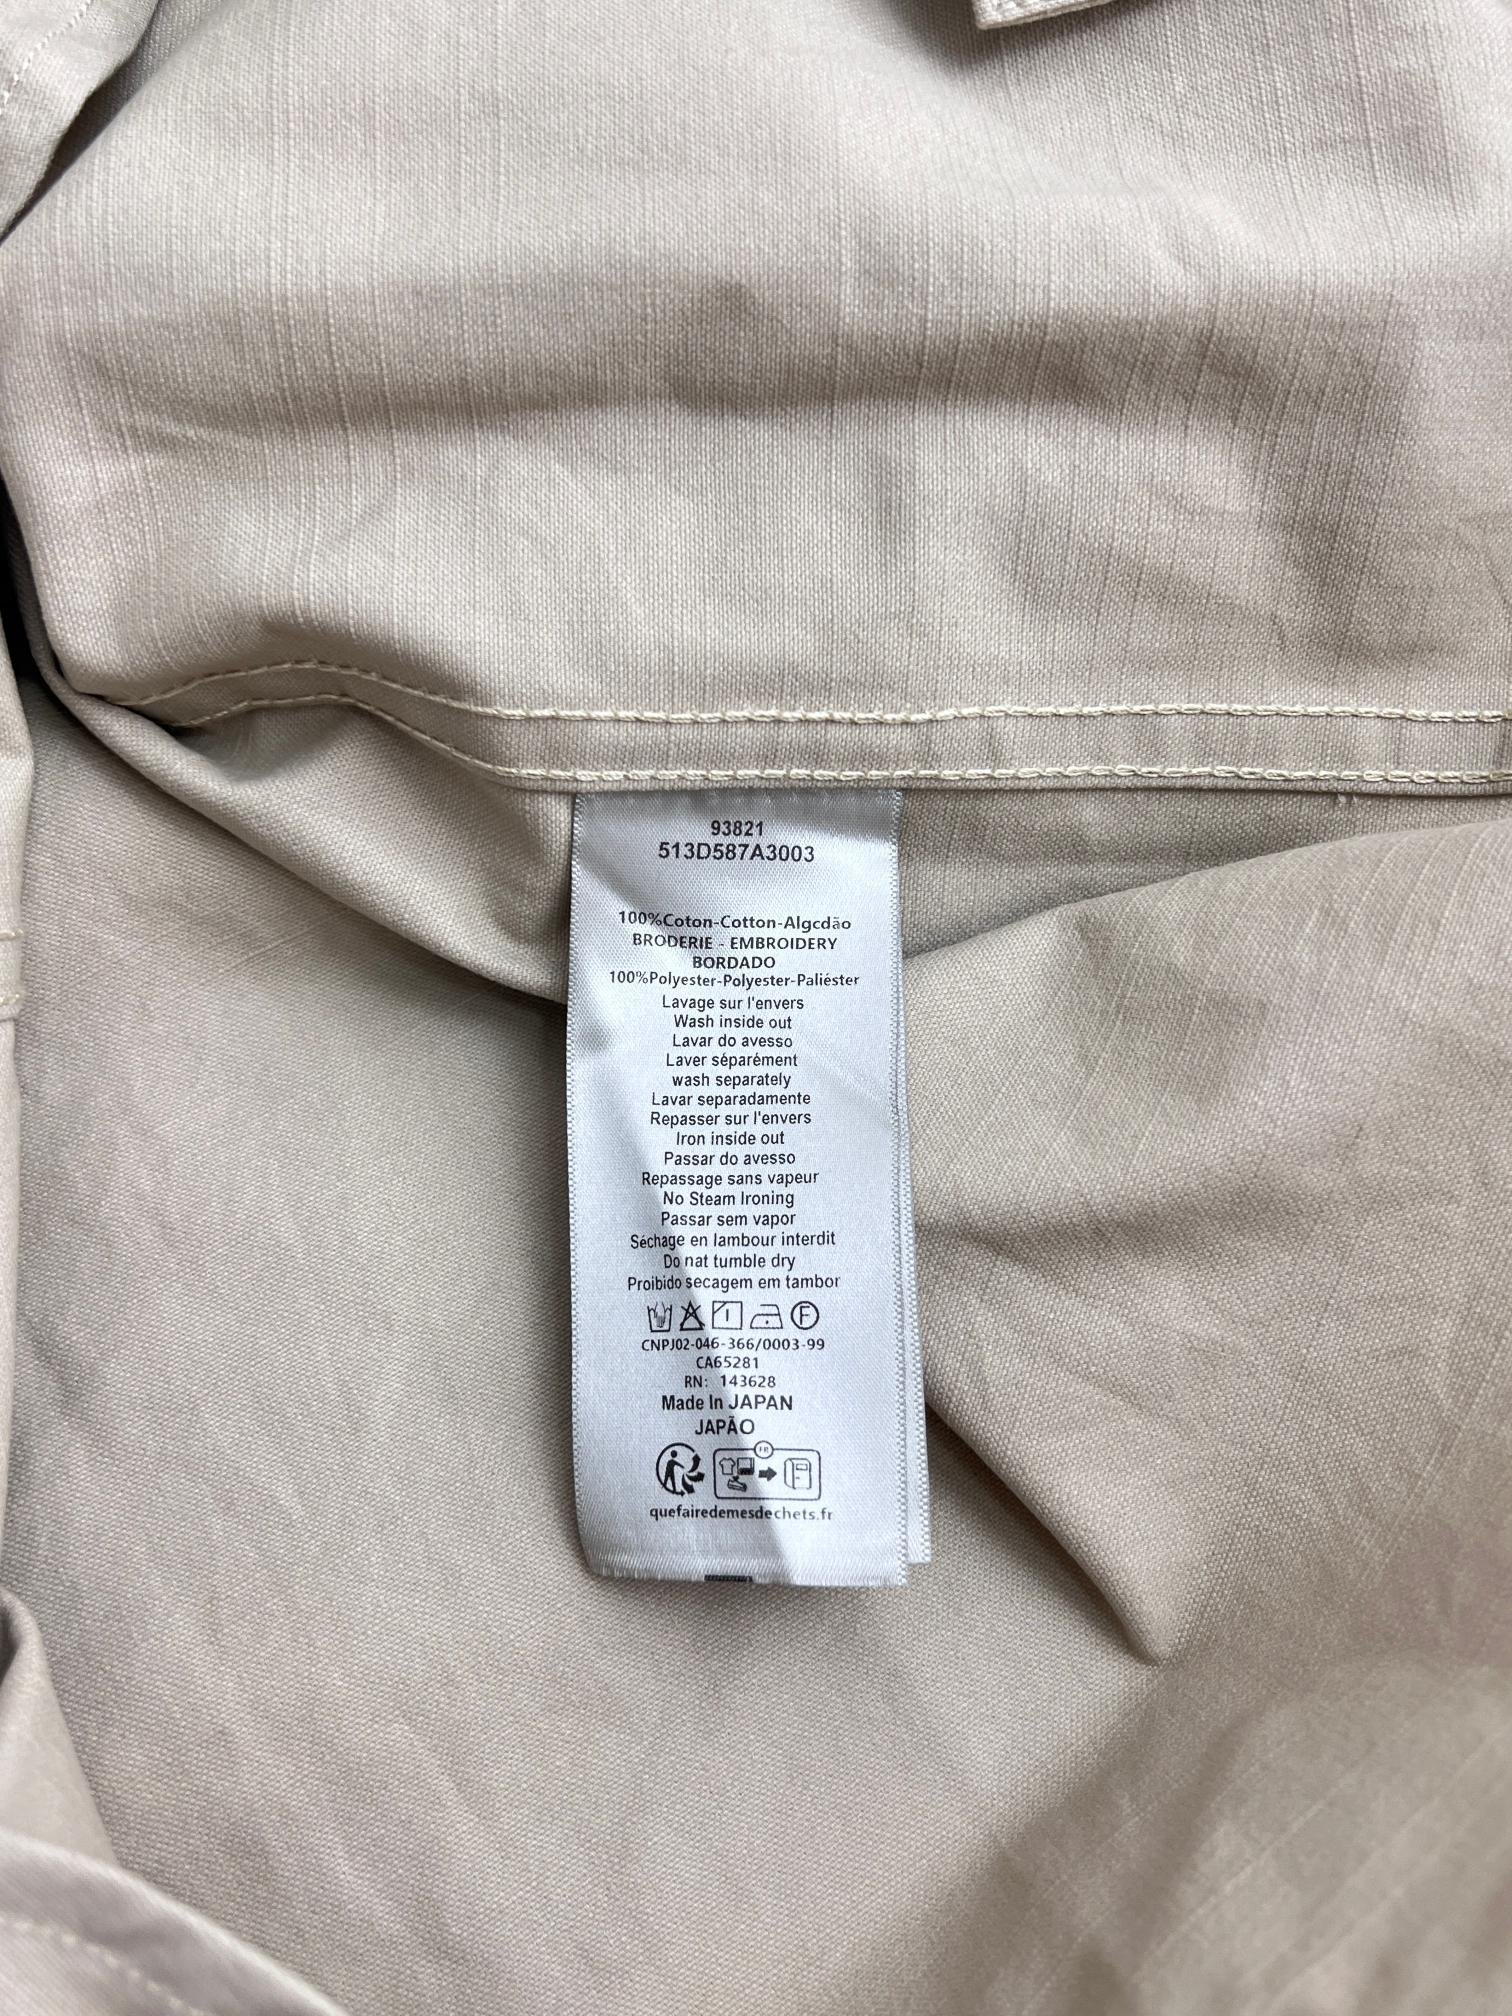 93821
513D587A3003
100%Coton-Cotton-Algcdão
BRODERIE - EMBROIDERY
BORDADO
100%Polyester-Polyester-Paliéster
Lavage sur l'envers
Wash inside out
Lavar do avesso
Laver séparément
wash separately
Lavar separadamente
Repasser sur l'envers
Iron inside out
Passar do avesso
Repassage sans vapeur
No Steam Ironing
Passar sem vapor
Séchage en lambour interdit
Do nat tumble dry
Proibido secagem em tambor
F
CNPJ02-046-366/0003-99
CA65281
RN: 143628
Made In JAPAN
JAPÃO
FR
quefairedemesdechets.fr